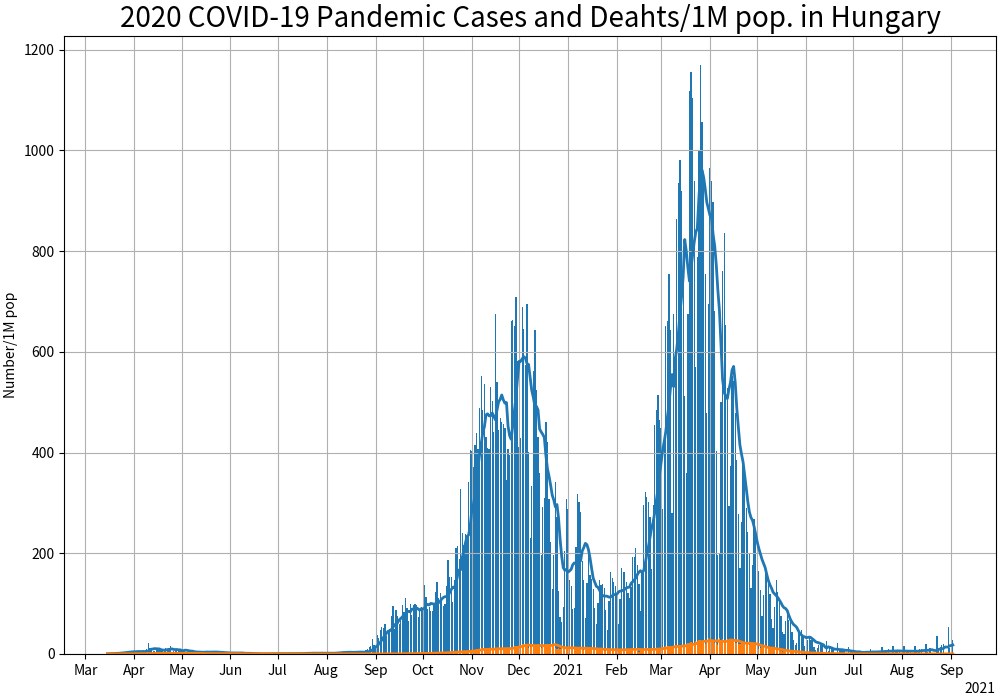 2020 COVID-19 Pandemic Cases and Deahts/1M pop. in Hungary
Number/1M pop
1200
1000
800
600
400
200
0
Mar Apr May Jun Jul Aug Sep Oct Nov Dec 2021 Feb Mar Apr May Jun Jul Aug Sep
2021